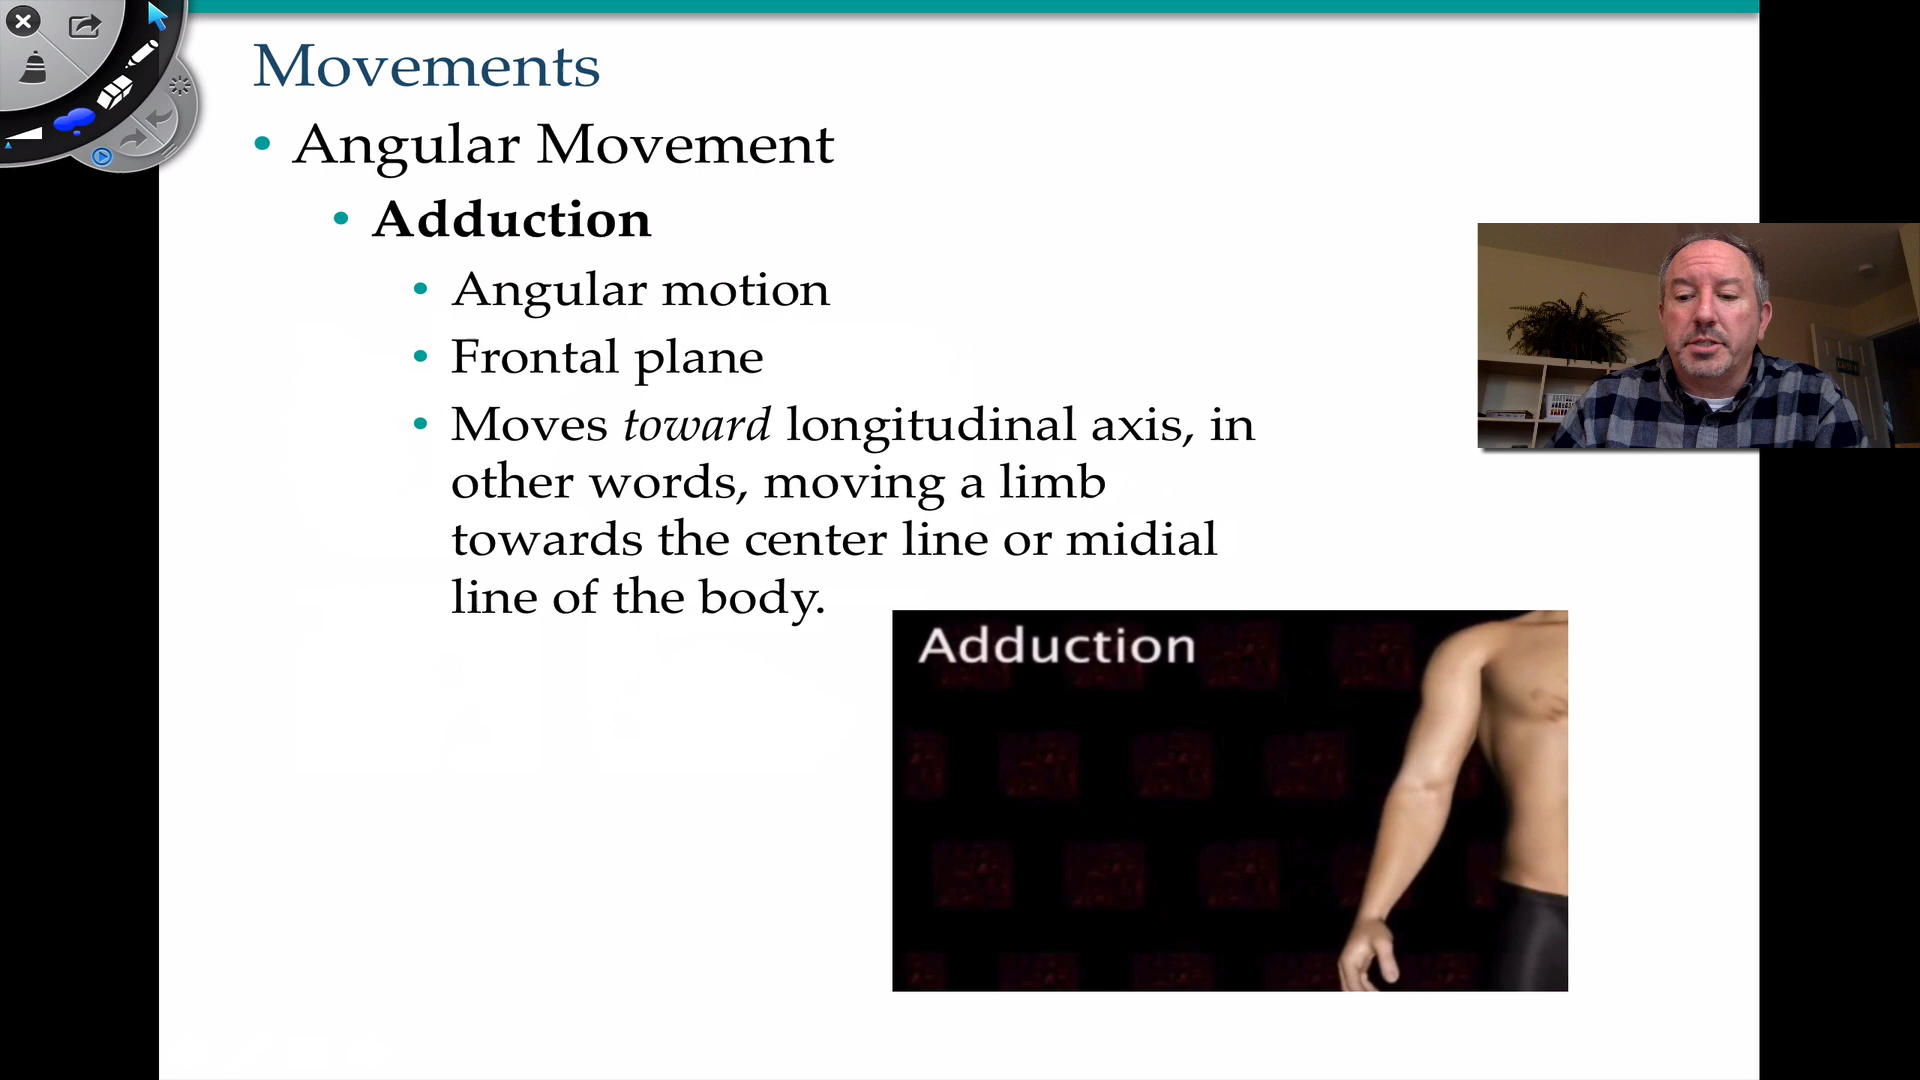 Movements
• Angular Movement
• Adduction
• Angular motion
• Frontal plane
• Moves toward longitudinal axis, in
other words, moving a limb
towards the center line or midial
line of the body.
Adduction